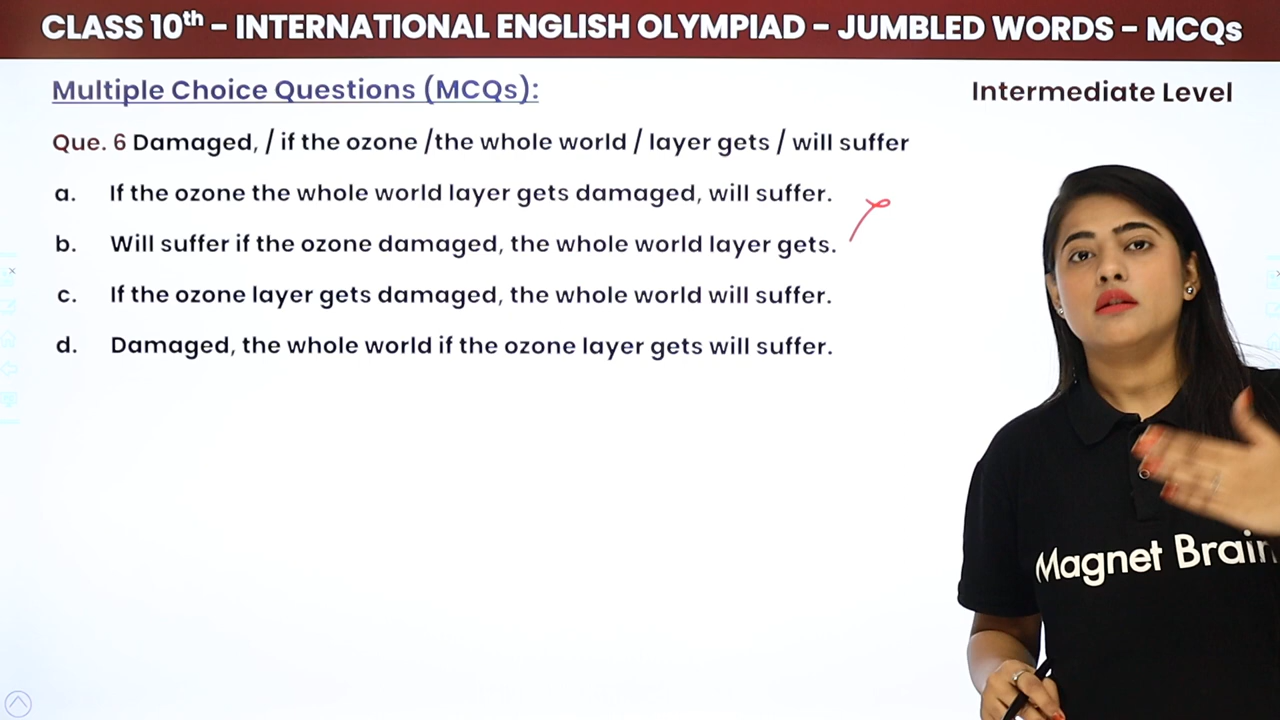 CLASS 10th – INTERNATIONAL ENGLISH OLYMPIAD – JUMBLED WORDS – MCQs
Multiple Choice Questions (MCQs):
Intermediate Level
Que. 6 Damaged, / if the ozone /the whole world / layer gets / will suffer
a. If the ozone the whole world layer gets damaged, will suffer.
b. Will suffer if the ozone damaged, the whole world layer gets.
c. If the ozone layer gets damaged, the whole world will suffer.
d. Damaged, the whole world if the ozone layer gets will suffer.
Magnet Brain